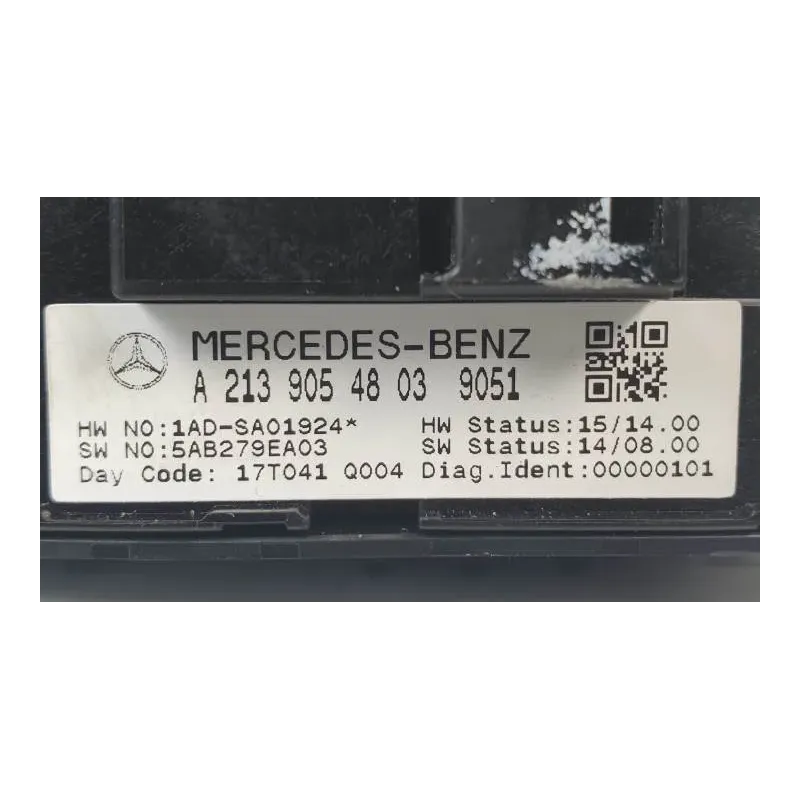 MERCEDES-BENZ
A 213 905 48 03 9051
HW NO:1AD-SA01924* HW Status:15/14.00
SW NO:5AB279EA03 SW Status:14/08.00
Day Code: 17T041 Q004 Diag.Ident:00000101